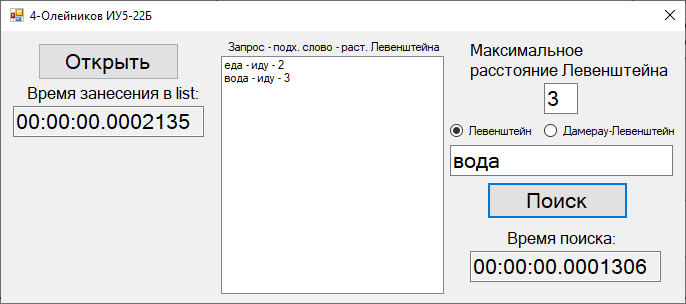 4-Олейников ИУ5-22Б
Открыть
Время занесения в list:
00:00:00.0002135
Запрос - подх. слово - раст. Левенштейна
еда - иду - 2
вода - иду - 3
Максимальное
расстояние Левенштейна
3
Левенштейн
Дамерау-Левенштейн
вода
Поиск
Время поиска:
00:00:00.0001306